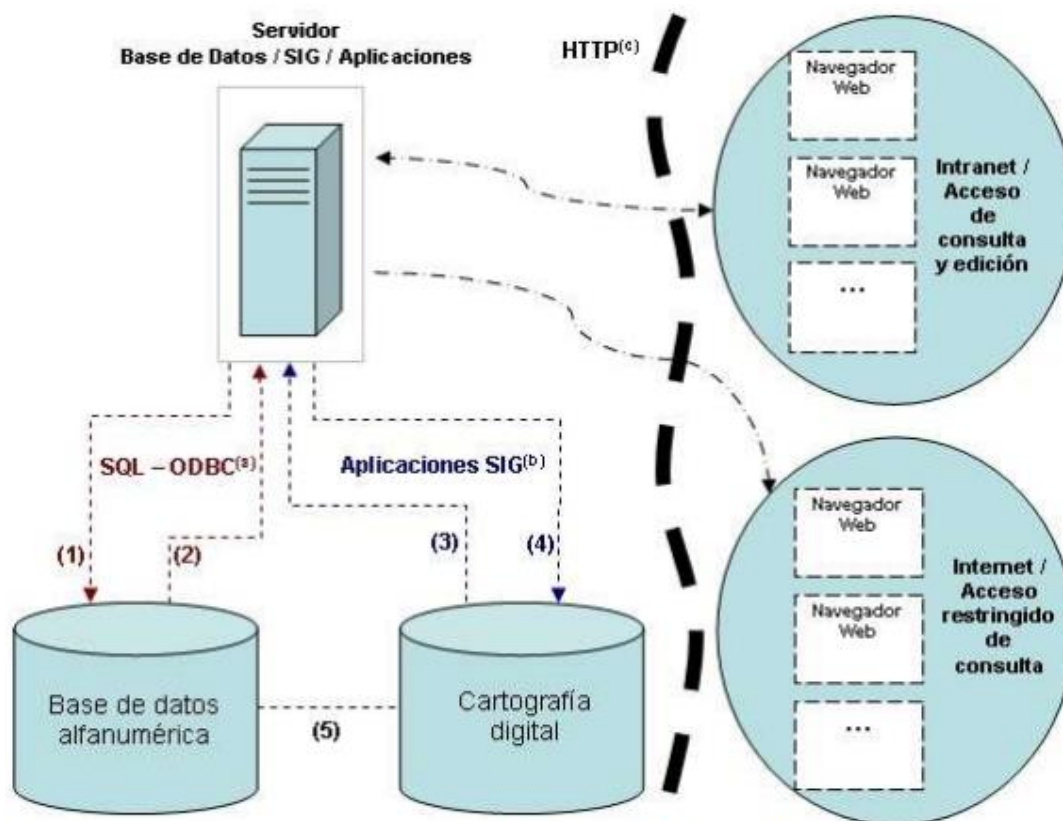 Servidor
Base de Datos / SIG / Aplicaciones
HTTP(c)
Navegador
Web
Navegador
Web
...
Intranet /
Acceso
de
consulta
y edición
SQL – ODBC(a)
Aplicaciones SIG(b)
(1)
(2)
(3)
(4)
Base de datos
alfanumérica
(5)
Cartografía
digital
Navegador
Web
Navegador
Web
...
Internet /
Acceso
restringido
de
consulta